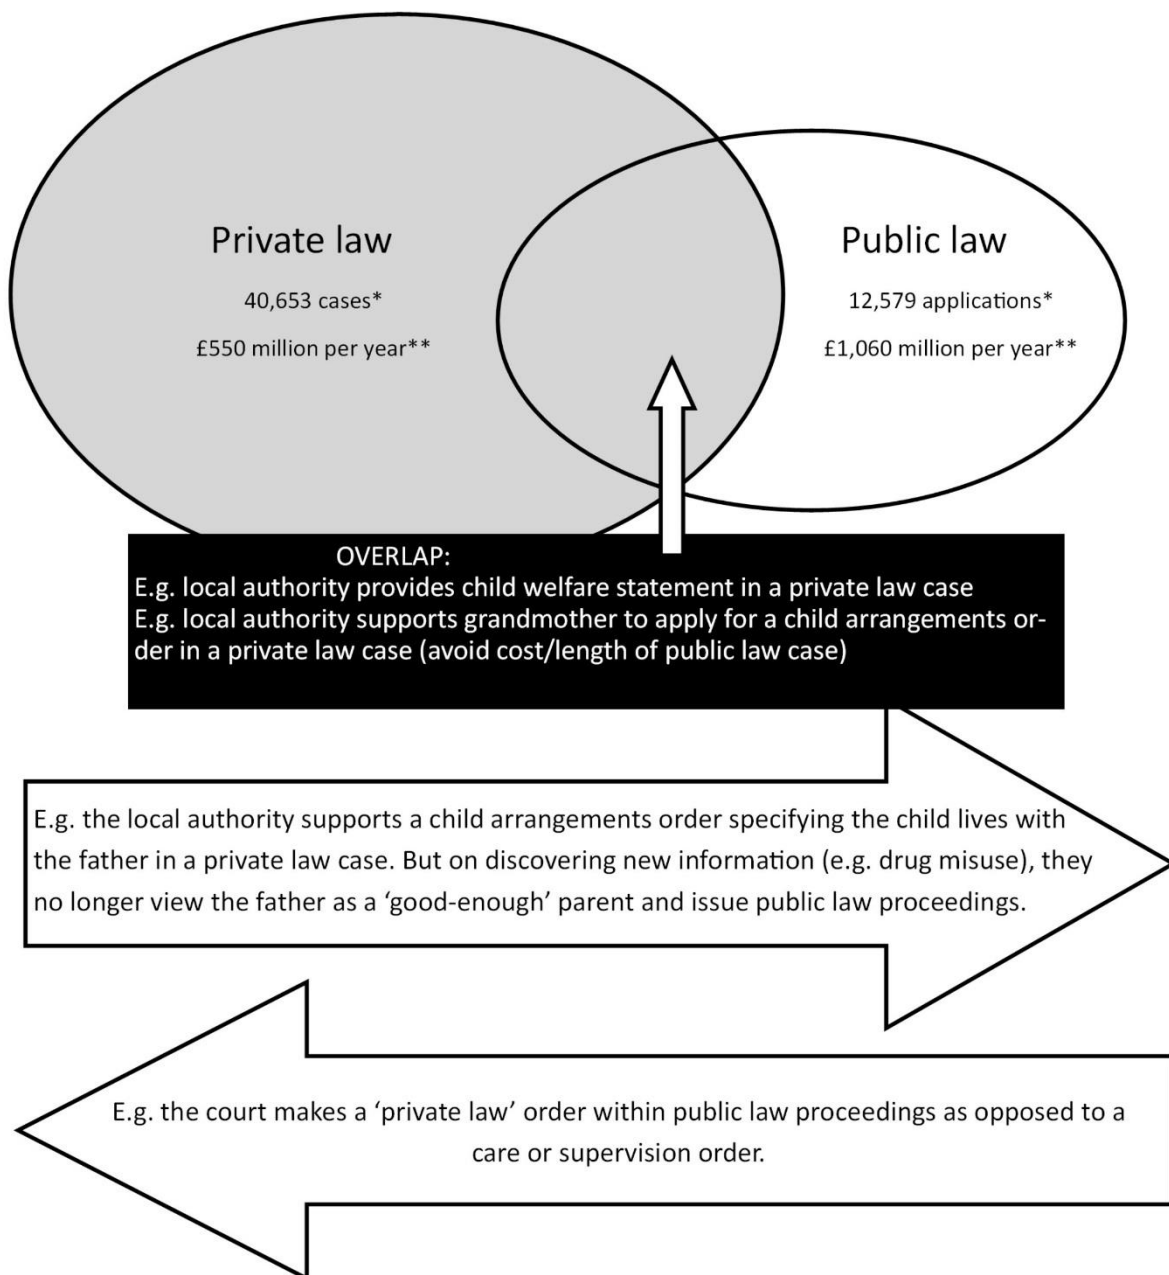 Private law
40,653 cases*
£550 million per year**
Public law
12,579 applications*
£1,060 million per year**
OVERLAP:
E.g. local authority provides child welfare statement in a private law case
E.g. local authority supports grandmother to apply for a child arrangements or-
der in a private law case (avoid cost/length of public law case)
E.g. the local authority supports a child arrangements order specifying the child lives with
the father in a private law case. But on discovering new information (e.g. drug misuse), they
no longer view the father as a ‘good-enough’ parent and issue public law proceedings.
E.g. the court makes a ‘private law’ order within public law proceedings as opposed to a
care or supervision order.